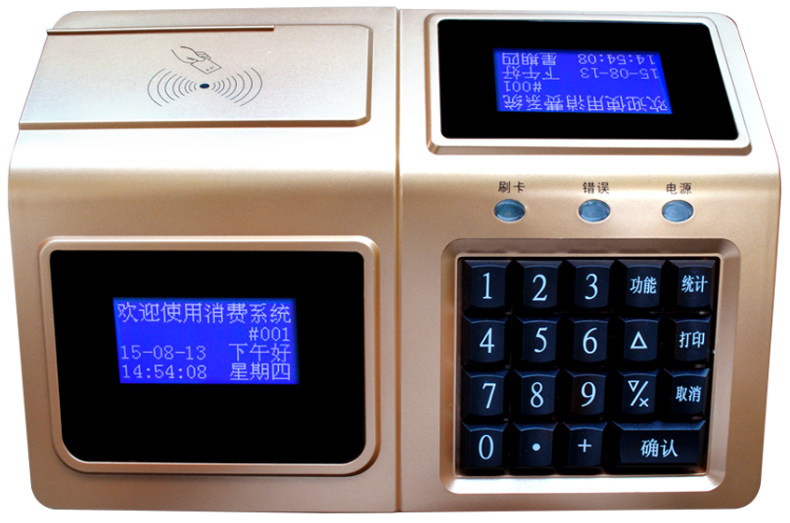 欢迎使用消费系统
#001
15-08-13 下午好
14:54:08 星期四
欢迎使用消费系统
#001
15-08-13 下午好
14:54:08 星期四
刷卡 错误 电源
1 2 3 功能 统计
4 5 6 △ 打印
7 8 9 ▽/× 取消
0 • + 确认